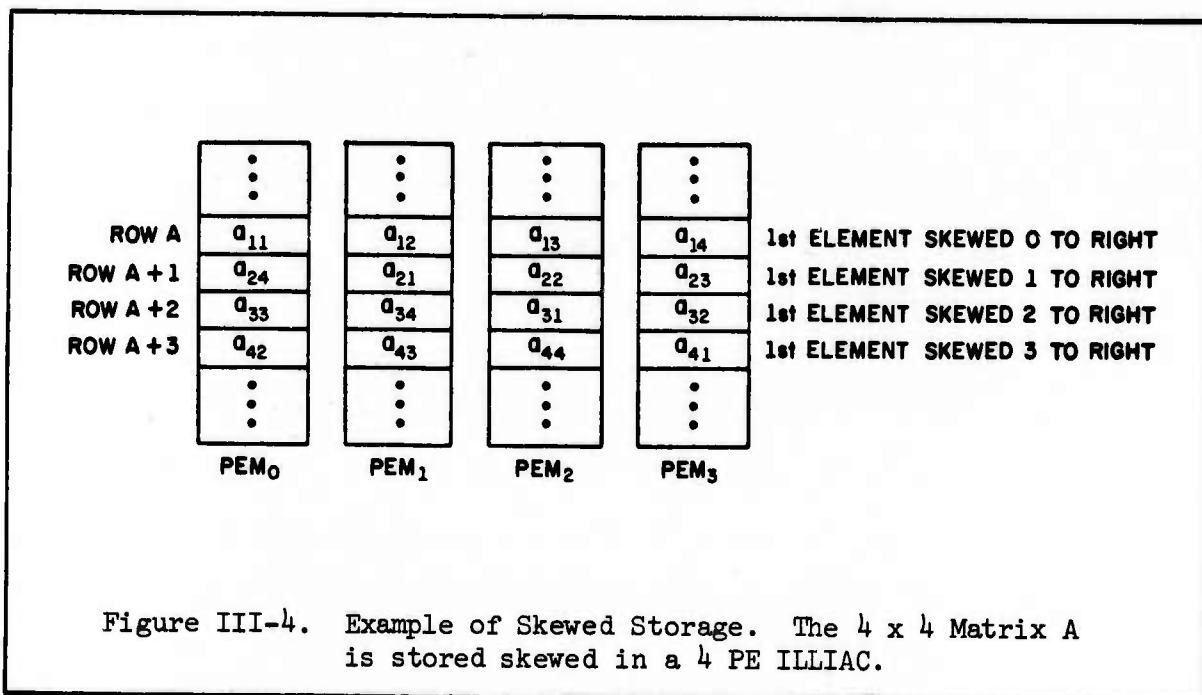 ROW A a11 a12 a13 a14 1st ELEMENT SKEWED 0 TO RIGHT
ROW A+1 a24 a21 a22 a23 1st ELEMENT SKEWED 1 TO RIGHT
ROW A+2 a33 a34 a31 a32 1st ELEMENT SKEWED 2 TO RIGHT
ROW A+3 a42 a43 a44 a41 1st ELEMENT SKEWED 3 TO RIGHT
PEM0 PEM1 PEM2 PEM3
Figure III-4. Example of Skewed Storage. The 4 x 4 Matrix A
is stored skewed in a 4 PE ILLIAC.